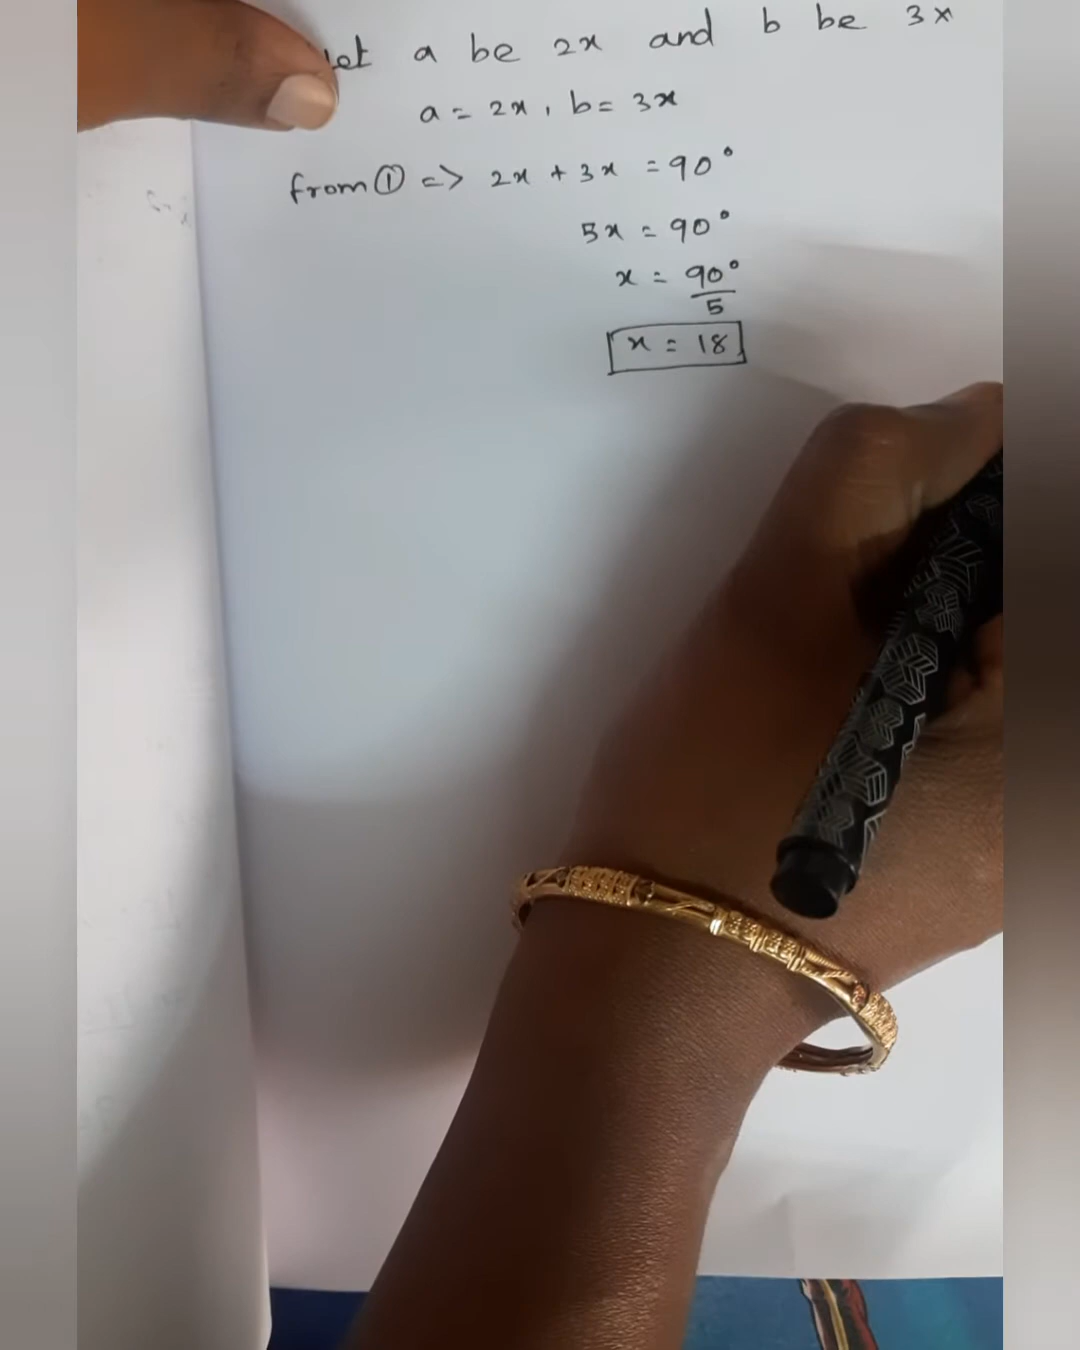 let a be 2x and b be 3x
a = 2x, b = 3x
from ① => 2x + 3x = 90°
5x = 90°
x = 90°
5
x = 18